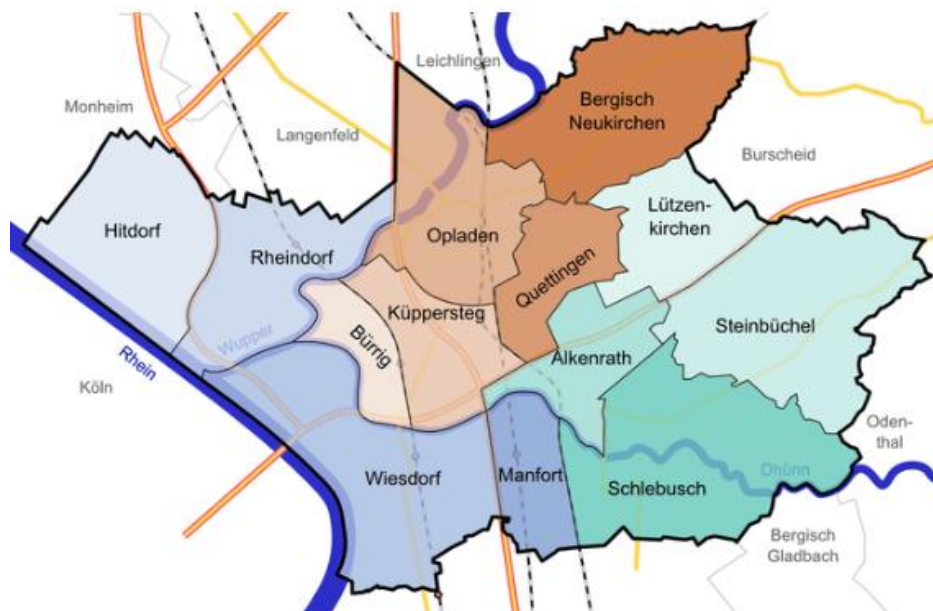 Leichlingen
Bergisch
Neukirchen
Monheim
Langenfeld
Burscheid
Lützen-
kirchen
Hitdorf
Opladen
Rheindorf
Quettingen
Küppersteg
Steinbüchel
Wupper
Bürrig
Rhein
Alkenrath
Köln
Oden-
thal
Wiesdorf
Manfort
Dhünn
Schlebusch
Bergisch
Gladbach